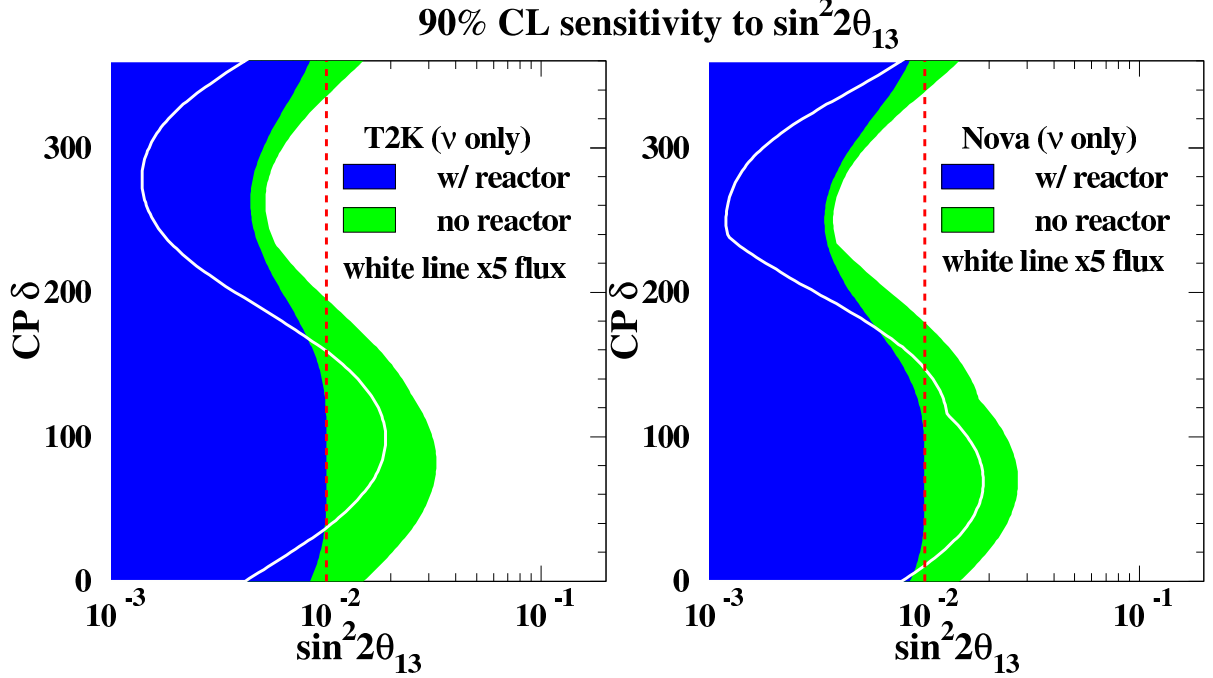 90% CL sensitivity to sin²2θ₁₃
T2K (ν only)
w/ reactor
no reactor
white line x5 flux
CP δ
300
200
100
0
10⁻³
10⁻²
10⁻¹
sin²2θ₁₃
Nova (ν only)
w/ reactor
no reactor
white line x5 flux
CP δ
300
200
100
0
10⁻³
10⁻²
10⁻¹
sin²2θ₁₃